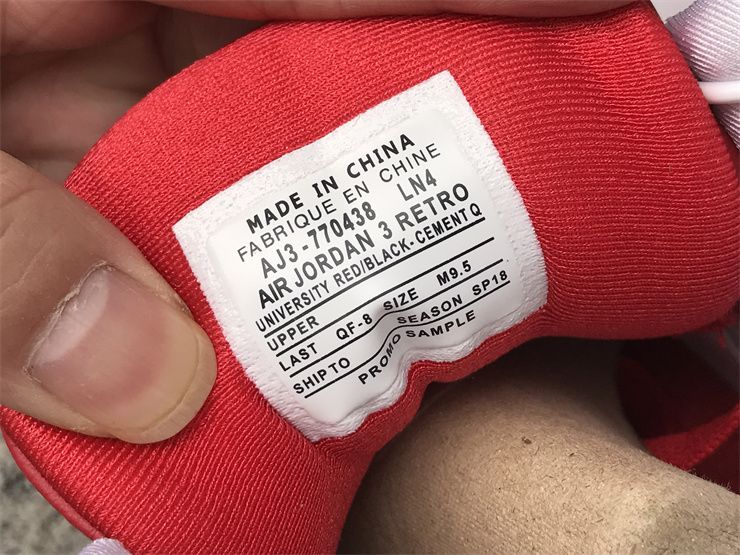 MADE IN CHINA
FABRIQUE EN CHINE
AJ3-770438 LN4
AIR JORDAN 3 RETRO
UNIVERSITY RED/BLACK-CEMENT Q
UPPER
LAST QF-8 SIZE M9.5
SHIP TO SEASON SP18
PROMO SAMPLE